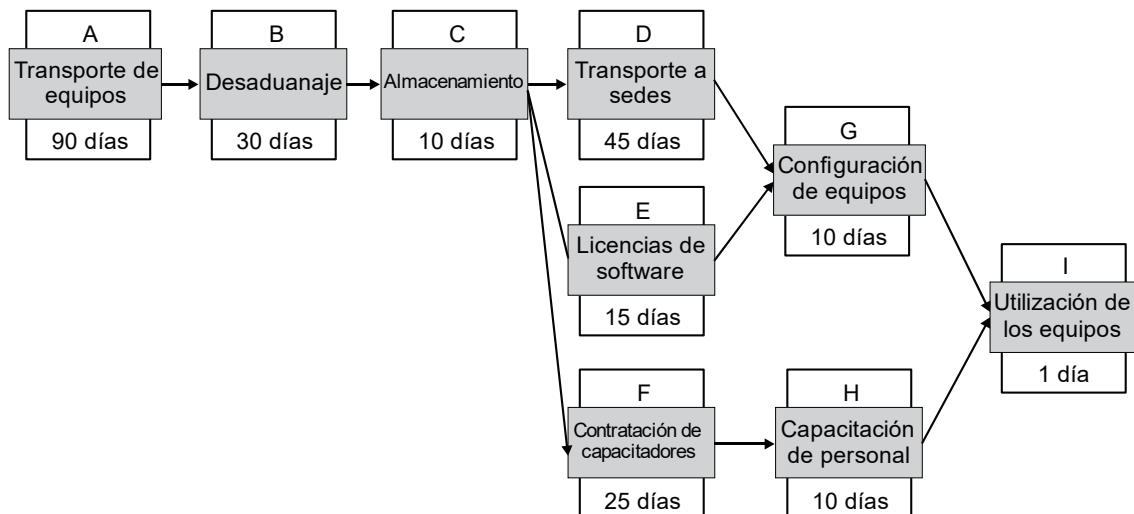 A
Transporte de
equipos
90 días
B
Desaduanaje
30 días
C
Almacenamiento
10 días
D
Transporte a
sedes
45 días
E
Licencias de
software
15 días
F
Contratación de
capacitadores
25 días
G
Configuración
de equipos
10 días
H
Capacitación
de personal
10 días
I
Utilización de
los equipos
1 día